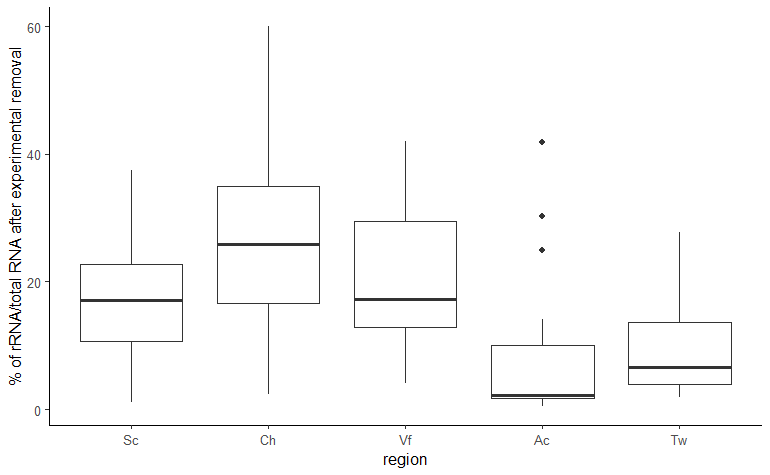 % of rRNA/total RNA after experimental removal
60
40
20
0
Sc Ch Vf Ac Tw
region